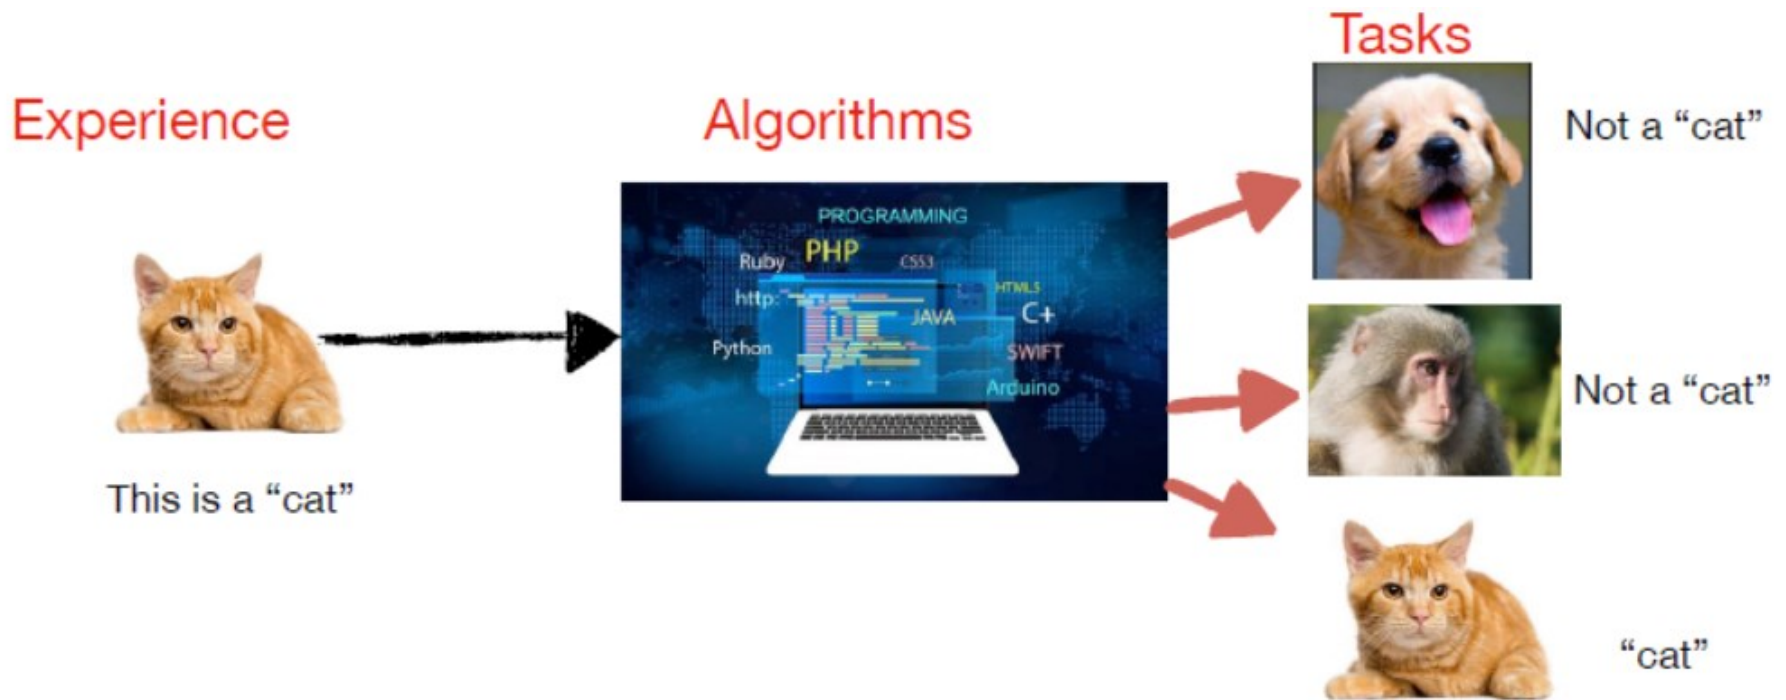 Experience
This is a “cat”
Algorithms
PROGRAMMING
Ruby PHP CSS3
http:
HTML5
JAVA C+
Python
SWIFT
Arduino
Tasks
Not a “cat”
Not a “cat”
“cat”